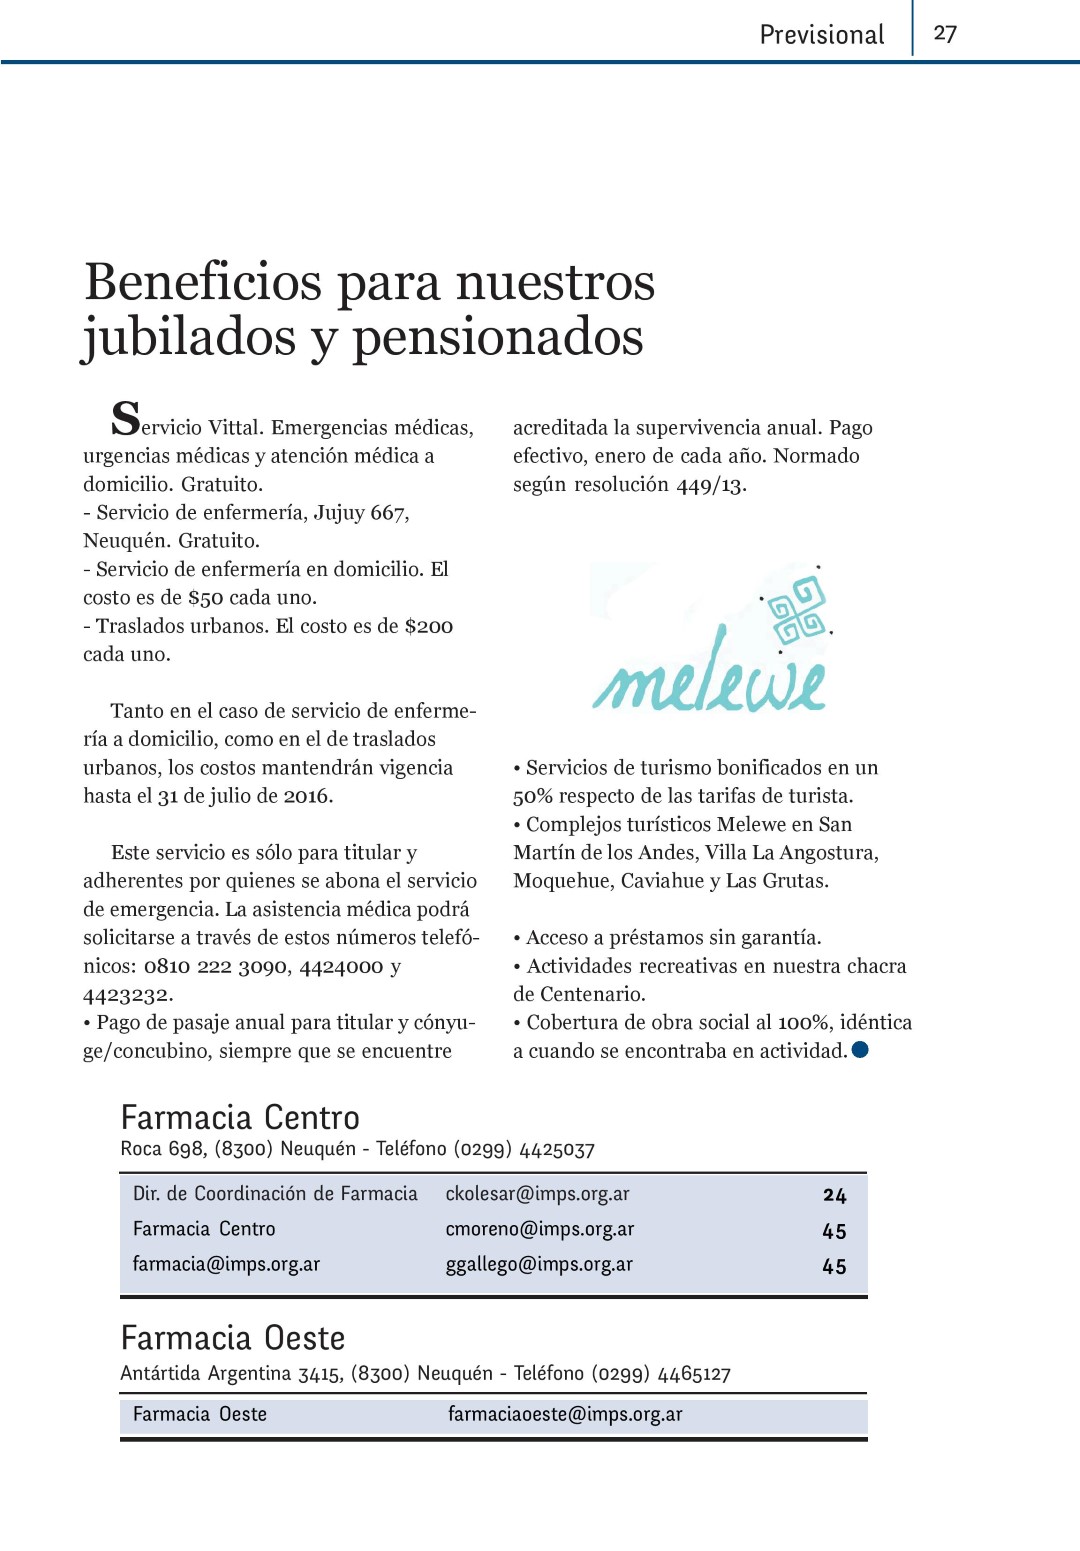 Previsional 27
Beneficios para nuestros
jubilados y pensionados
Servicio Vittal. Emergencias médicas,
urgencias médicas y atención médica a
domicilio. Gratuito.
- Servicio de enfermería, Jujuy 667,
Neuquén. Gratuito.
- Servicio de enfermería en domicilio. El
costo es de $50 cada uno.
- Traslados urbanos. El costo es de $200
cada uno.
Tanto en el caso de servicio de enferme-
ría a domicilio, como en el de traslados
urbanos, los costos mantendrán vigencia
hasta el 31 de julio de 2016.
Este servicio es sólo para titular y
adherentes por quienes se abona el servicio
de emergencia. La asistencia médica podrá
solicitarse a través de estos números telefó-
nicos: 0810 222 3090, 4424000 y
4423232.
• Pago de pasaje anual para titular y cónyu-
ge/concubino, siempre que se encuentre
acreditada la supervivencia anual. Pago
efectivo, enero de cada año. Normado
según resolución 449/13.
melewe
• Servicios de turismo bonificados en un
50% respecto de las tarifas de turista.
• Complejos turísticos Melewe en San
Martín de los Andes, Villa La Angostura,
Moquehue, Caviahue y Las Grutas.
• Acceso a préstamos sin garantía.
• Actividades recreativas en nuestra chacra
de Centenario.
• Cobertura de obra social al 100%, idéntica
a cuando se encontraba en actividad.
Farmacia Centro
Roca 698, (8300) Neuquén - Teléfono (0299) 4425037
Dir. de Coordinación de Farmacia ckolesar@imps.org.ar 24
Farmacia Centro cmoreno@imps.org.ar 45
farmacia@imps.org.ar ggallego@imps.org.ar 45
Farmacia Oeste
Antártida Argentina 3415, (8300) Neuquén - Teléfono (0299) 4465127
Farmacia Oeste farmaciaoeste@imps.org.ar